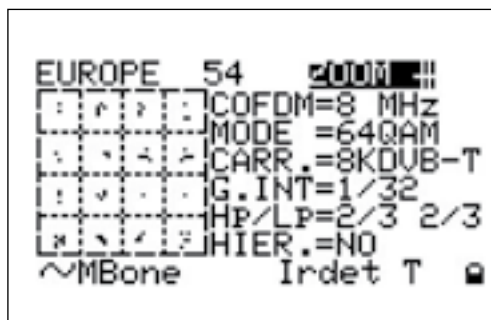 EUROPE 54 ZOOM
COFDM=8 MHz
MODE =64QAM
CARR.=8KDVB-T
G.INT=1/32
Hp/LP=2/3 2/3
HIER.=NO
MBone Irdet T